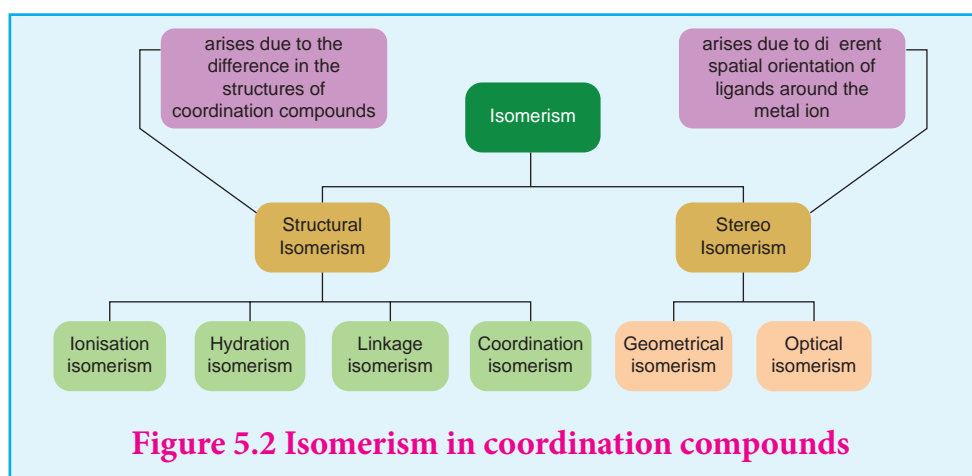 arises due to the
difference in the
structures of
coordination compounds
arises due to di erent
spatial orientation of
ligands around the
metal ion
Isomerism
Structural
Isomerism
Stereo
Isomerism
Ionisation
isomerism
Hydration
isomerism
Linkage
isomerism
Coordination
isomerism
Geometrical
isomerism
Optical
isomerism
Figure 5.2 Isomerism in coordination compounds